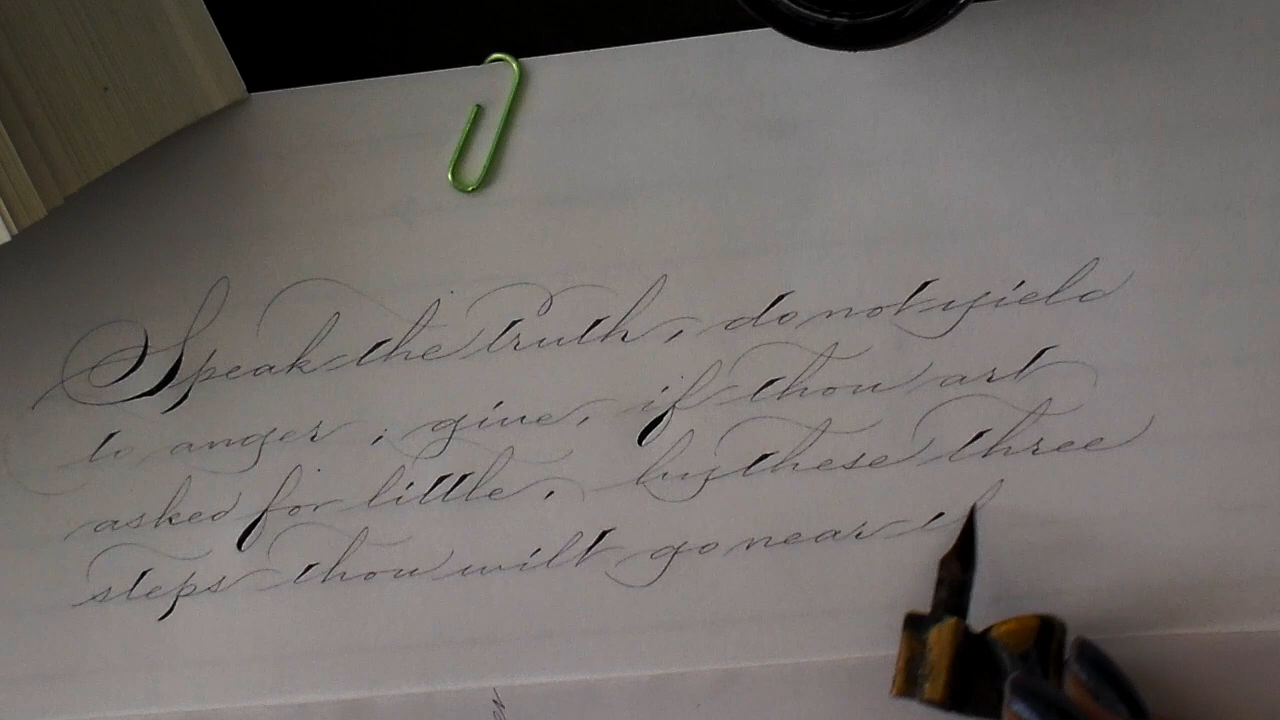 Speak the truth, do not yield
to anger; give, if thou art
asked for little, by these three
steps thou wilt go near